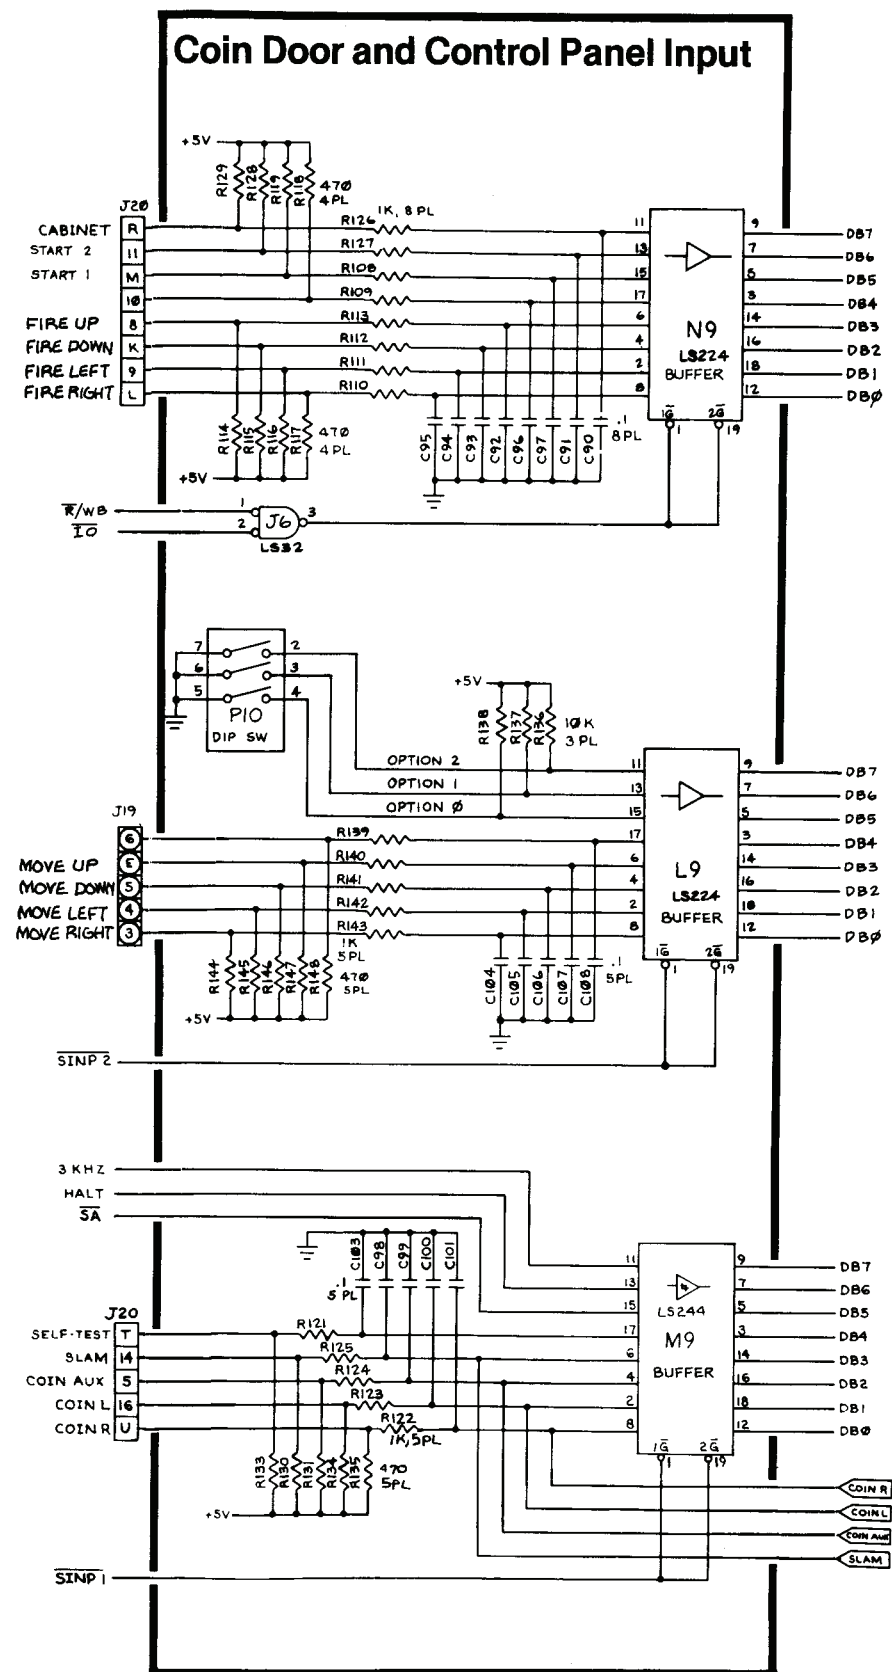 Coin Door and Control Panel Input
+5V
R129
R128
R119
R118
470
4PL
J20
1K, 8 PL
CABINET R R126 11 9 DB7
START 2 11 R127 13 7 DB6
START 1 M R108 15 5 DB5
10 R109 17 3 DB4
FIRE UP 8 R113 6 14 DB3
FIRE DOWN K R112 4 16 DB2
FIRE LEFT 9 R111 2 18 DB1
FIRE RIGHT L R110 8 12 DBØ
N9
LS224
BUFFER
1G 2G
1 19
R114
R115
R116
R117
470
4PL
+5V
C95
C94
C93
C92
C96
C97
C91
C90
.1
8PL
R/WB 1
IO 2
J6 3
LS32
7 2
6 3
5 4
P10
DIP SW
+5V
R138
R137
R136
10K
3 PL
OPTION 2 11 9 DB7
OPTION 1 13 7 DB6
OPTION Ø 15 5 DB5
J19
6 R139 17 3 DB4
MOVE UP E R140 6 14 DB3
MOVE DOWN 5 R141 4 16 DB2
MOVE LEFT 4 R142 2 18 DB1
MOVE RIGHT 3 R143 8 12 DBØ
1K
5PL
L9
LS224
BUFFER
1G 2G
1 19
R144
R145
R146
R147
R148
470
5PL
+5V
C104
C105
C106
C107
C108
.1
5PL
SINP 2
3 KHZ
HALT
SA
C103
C98
C99
C100
C101
.1
5 PL
11 9 DB7
13 7 DB6
15 5 DB5
J20
SELF-TEST T R121 17 3 DB4
SLAM 14 R125 6 14 DB3
COIN AUX 5 R124 4 16 DB2
COIN L 16 R123 2 18 DB1
COIN R U R122 8 12 DBØ
1K, 5PL
LS244
M9
BUFFER
1G 2G
1 19
R133
R130
R131
R134
R135
470
5PL
+5V
COIN R
COIN L
COIN AUX
SLAM
SINP 1